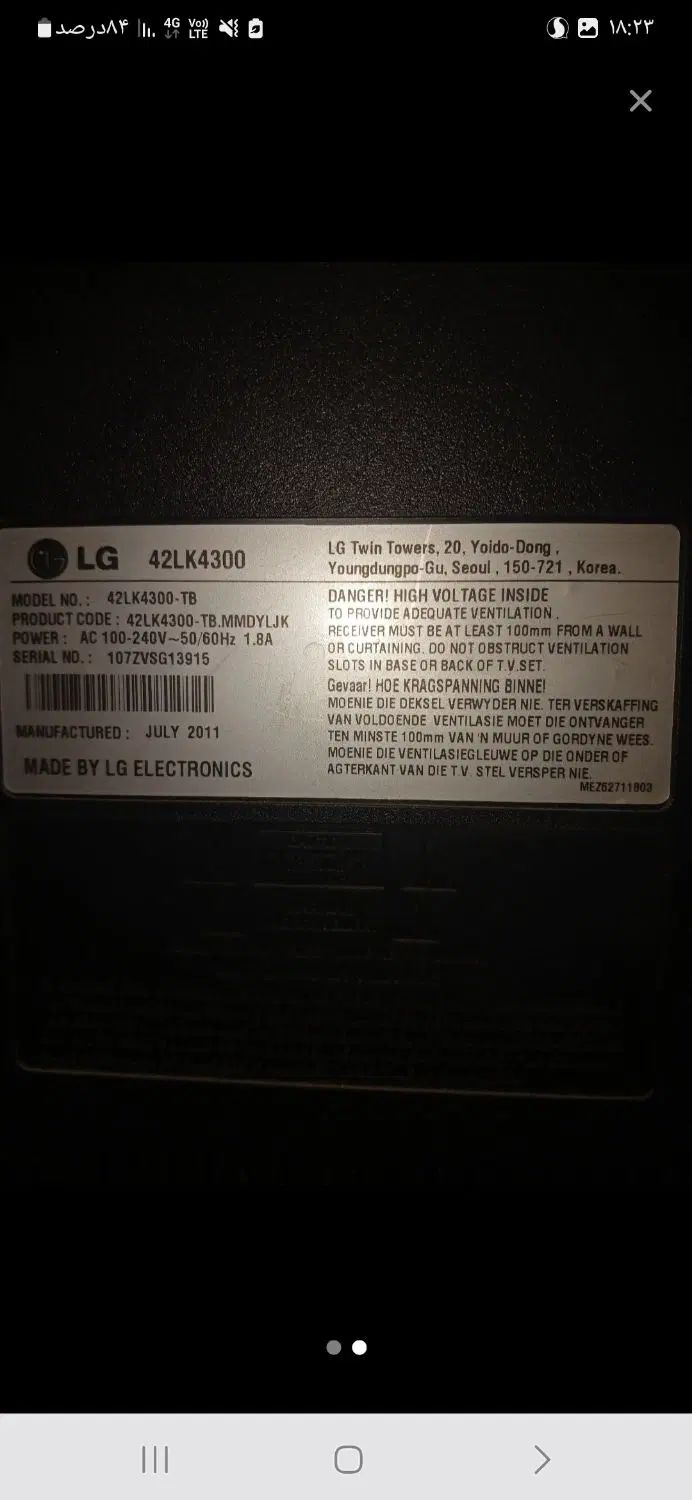 ۱۸:۲۳
4G
Vo))
LTE
۸۴درصد
LG 42LK4300
MODEL NO. : 42LK4300-TB
PRODUCT CODE : 42LK4300-TB.MMDYLJK
POWER : AC 100-240V~50/60Hz 1.8A
SERIAL NO. : 107ZVSG13915
MANUFACTURED : JULY 2011
MADE BY LG ELECTRONICS
LG Twin Towers, 20, Yoido-Dong ,
Youngdungpo-Gu, Seoul , 150-721 , Korea.
DANGER! HIGH VOLTAGE INSIDE
TO PROVIDE ADEQUATE VENTILATION .
RECEIVER MUST BE AT LEAST 100mm FROM A WALL
OR CURTAINING. DO NOT OBSTRUCT VENTILATION
SLOTS IN BASE OR BACK OF T.V.SET.
Gevaar! HOE KRAGSPANNING BINNE!
MOENIE DIE DEKSEL VERWYDER NIE. TER VERSKAFFING
VAN VOLDOENDE VENTILASIE MOET DIE ONTVANGER
TEN MINSTE 100mm VAN 'N MUUR OF GORDYNE WEES.
MOENIE DIE VENTILASIEGLEUWE OP DIE ONDER OF
AGTERKANT VAN DIE T.V. STEL VERSPER NIE.
MEZ62711803